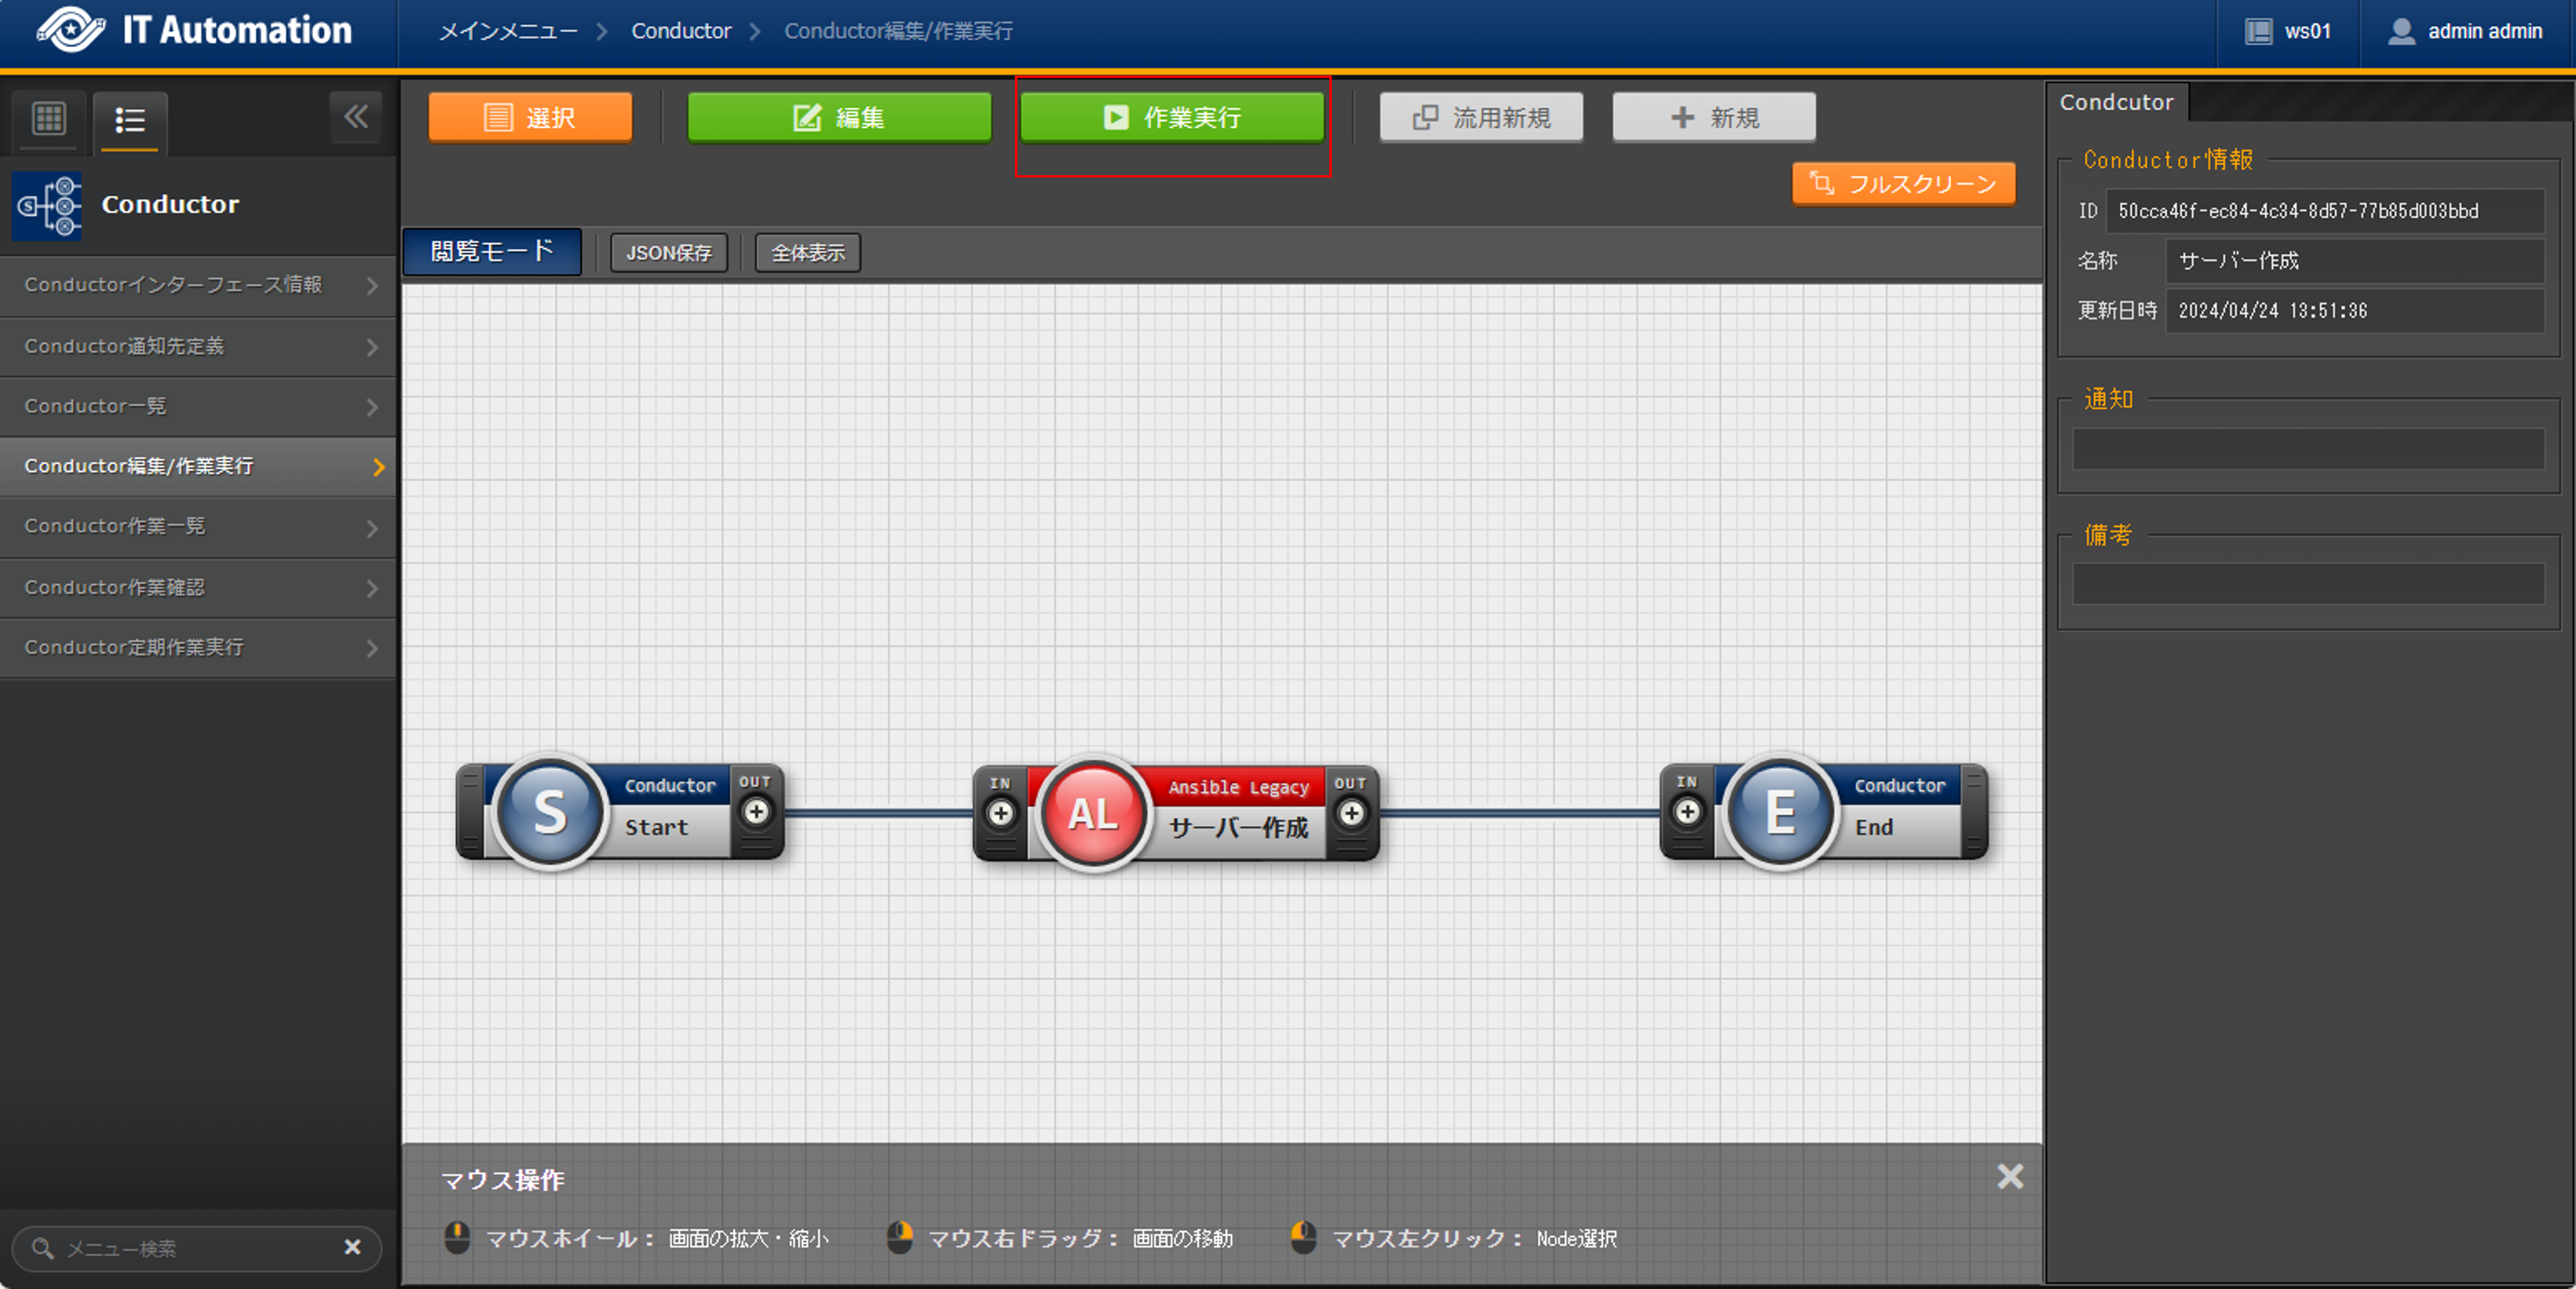 IT Automation
メインメニュー
Conductor
Conductor編集/作業実行
ws01
admin admin
選択
編集
作業実行
流用新規
新規
フルスクリーン
閲覧モード
JSON保存
全体表示
Conductor
Conductorインターフェース情報
Conductor通知先定義
Conductor一覧
Conductor編集/作業実行
Conductor作業一覧
Conductor作業確認
Conductor定期作業実行
メニュー検索
S
Conductor
Start
OUT
IN
AL
Ansible Legacy
サーバー作成
OUT
IN
E
Conductor
End
マウス操作
マウスホイール： 画面の拡大・縮小
マウス右ドラッグ： 画面の移動
マウス左クリック： Node選択
Condcutor
Conductor情報
ID 50cca46f-ec84-4c34-8d57-77b85d003bbd
名称 サーバー作成
更新日時 2024/04/24 13:51:36
通知
備考